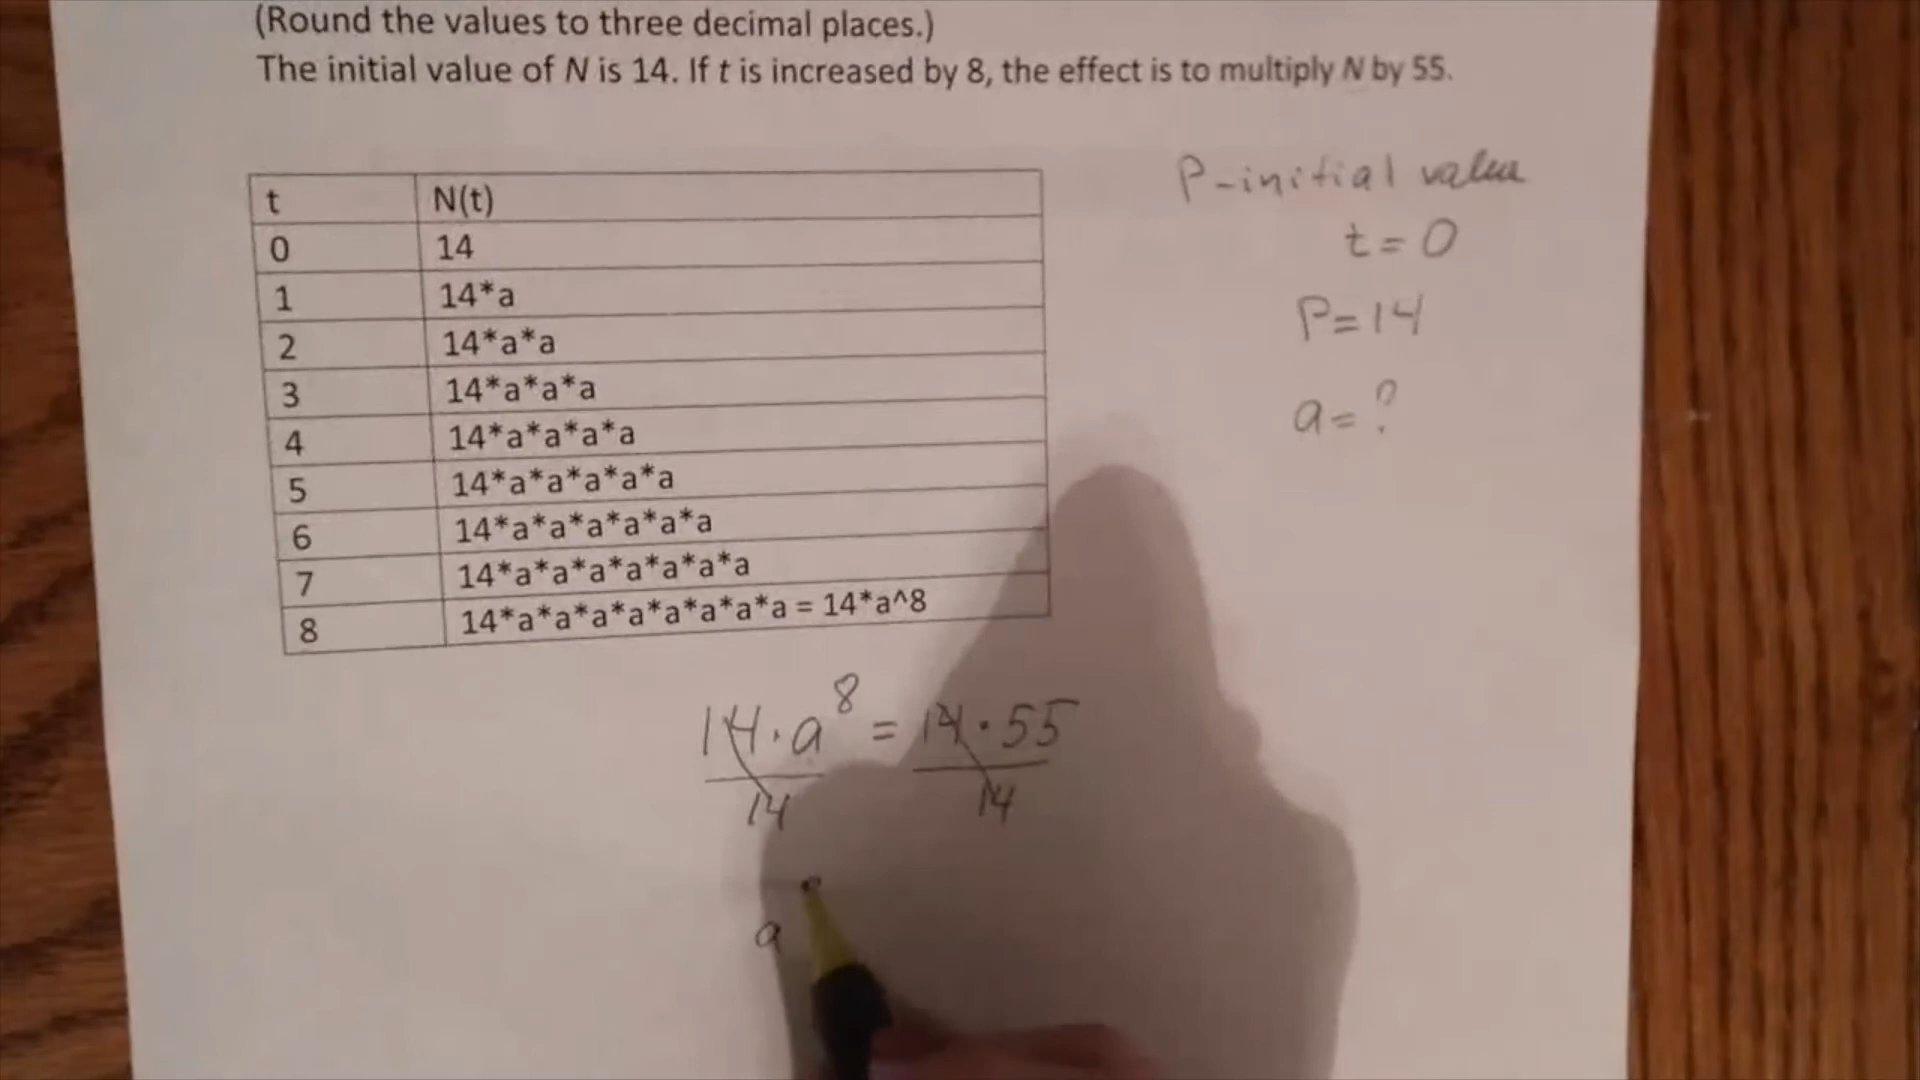 (Round the values to three decimal places.)
The initial value of N is 14. If t is increased by 8, the effect is to multiply N by 55.
t N(t)
0 14
1 14*a
2 14*a*a
3 14*a*a*a
4 14*a*a*a*a
5 14*a*a*a*a*a
6 14*a*a*a*a*a*a
7 14*a*a*a*a*a*a*a
8 14*a*a*a*a*a*a*a*a = 14*a^8
P-initial value
t = 0
P = 14
a = ?
14 · a⁸ = 14 · 55
14 14
a